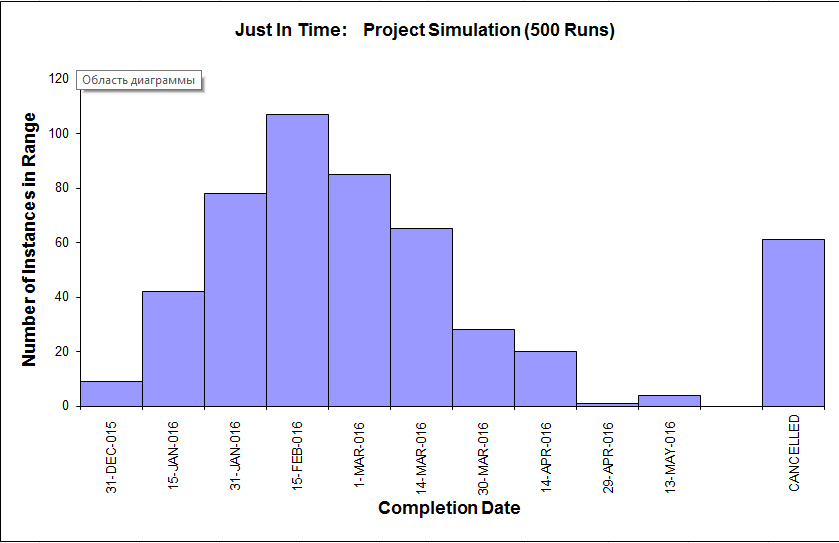 Just In Time: Project Simulation (500 Runs)
Область диаграммы
Number of Instances in Range
120
100
80
60
40
20
0
31-DEC-015
15-JAN-016
31-JAN-016
15-FEB-016
1-MAR-016
14-MAR-016
30-MAR-016
14-APR-016
29-APR-016
13-MAY-016
CANCELLED
Completion Date